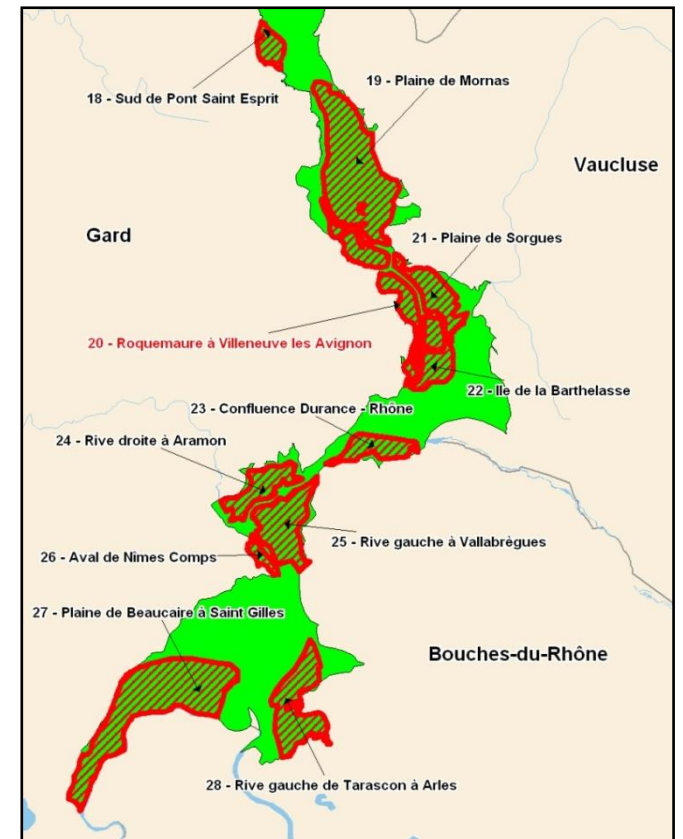 18 - Sud de Pont Saint Esprit
19 - Plaine de Mornas
Vaucluse
Gard
21 - Plaine de Sorgues
20 - Roquemaure à Villeneuve les Avignon
22 - Ile de la Barthelasse
23 - Confluence Durance - Rhône
24 - Rive droite à Aramon
25 - Rive gauche à Vallabrègues
26 - Aval de Nimes Comps
27 - Plaine de Beaucaire à Saint Gilles
Bouches-du-Rhône
28 - Rive gauche de Tarascon à Arles